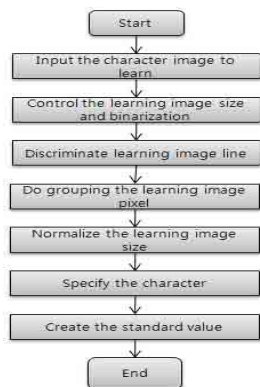 Start
Input the character image to
learn
Control the learning image size
and binarization
Discriminate learning image line
Do grouping the learning image
pixel
Normalize the learning image
size
Specify the character
Create the standard value
End